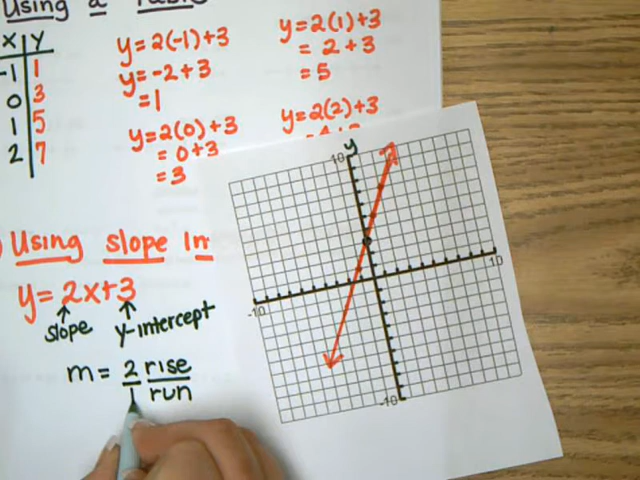 Using a Table
X Y
-1 1
0 3
1 5
2 7
y=2(-1)+3
y=-2+3
=1
y=2(0)+3
=0+3
=3
y=2(1)+3
=2+3
=5
y=2(2)+3
Using slope In
y=2x+3
slope y-intercept
m = 2/1 rise/run
y
10
-10
10
-10